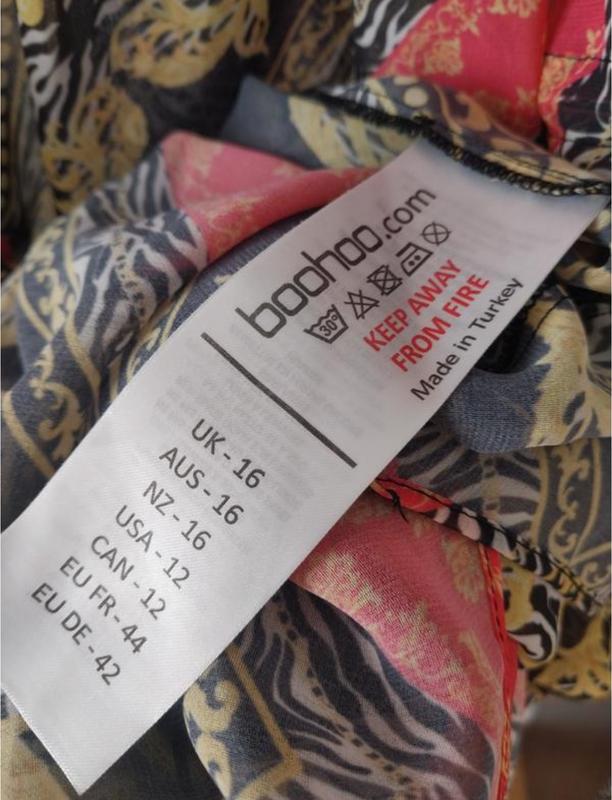 boohoo.com
30°
KEEP AWAY
FROM FIRE
Made in Turkey
UK - 16
AUS - 16
NZ - 16
USA - 12
CAN - 12
EU FR - 44
EU DE - 42